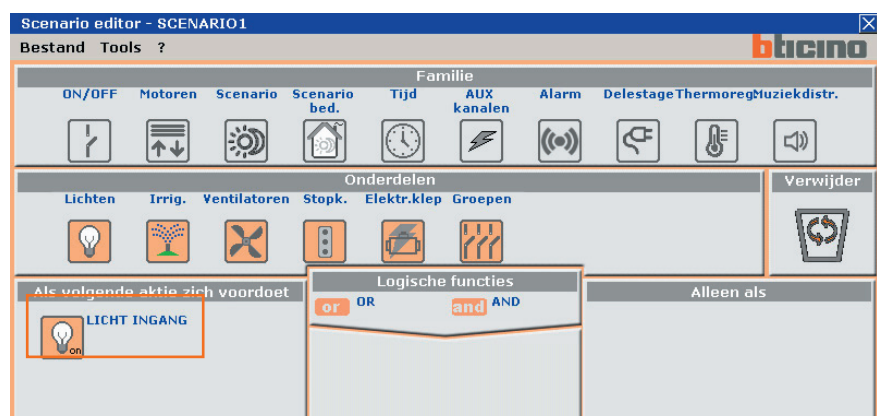 Scenario editor - SCENARIO1
Bestand Tools ?
bticino
Familie
ON/OFF Motoren Scenario Scenario bed. Tijd AUX kanalen Alarm Delestage Thermoreg Muziekdistr.
Onderdelen
Verwijder
Lichten Irrig. Ventilatoren Stopk. Elektr.klep Groepen
Als volgende aktie zich voordoet
Logische functies
Alleen als
or OR and AND
LICHT INGANG
on